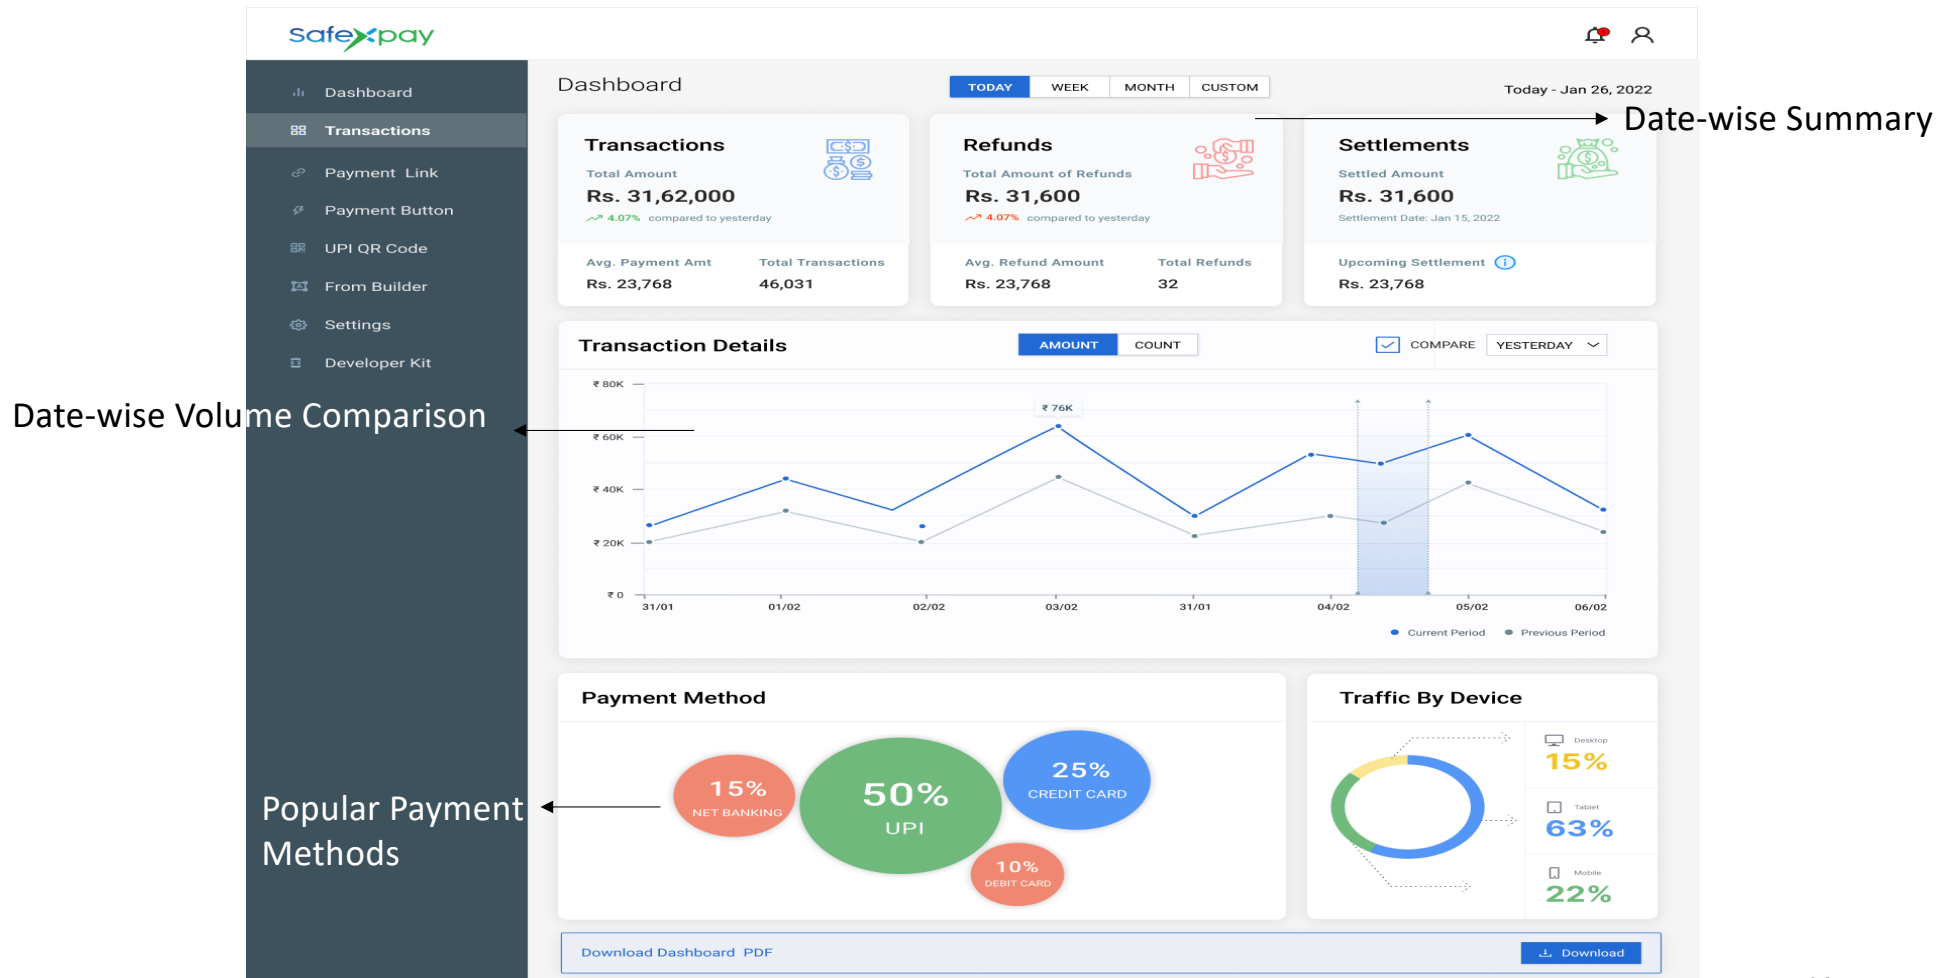 Safexpay
Dashboard
Transactions
Payment Link
Payment Button
UPI QR Code
From Builder
Settings
Developer Kit
Dashboard
TODAY WEEK MONTH CUSTOM
Today - Jan 26, 2022
Date-wise Summary
Transactions
Total Amount
Rs. 31,62,000
4.07% compared to yesterday
Avg. Payment Amt Total Transactions
Rs. 23,768 46,031
Refunds
Total Amount of Refunds
Rs. 31,600
4.07% compared to yesterday
Avg. Refund Amount Total Refunds
Rs. 23,768 32
Settlements
Settled Amount
Rs. 31,600
Settlement Date: Jan 15, 2022
Upcoming Settlement i
Rs. 23,768
Transaction Details
AMOUNT COUNT
COMPARE YESTERDAY
Date-wise Volume Comparison
₹ 80K
₹ 60K
₹ 40K
₹ 20K
₹ 0
₹ 76K
31/01 01/02 02/02 03/02 31/01 04/02 05/02 06/02
Current Period Previous Period
Payment Method
15%
NET BANKING
50%
UPI
25%
CREDIT CARD
10%
DEBIT CARD
Popular Payment
Methods
Traffic By Device
Desktop
15%
Tablet
63%
Mobile
22%
Download Dashboard PDF
Download